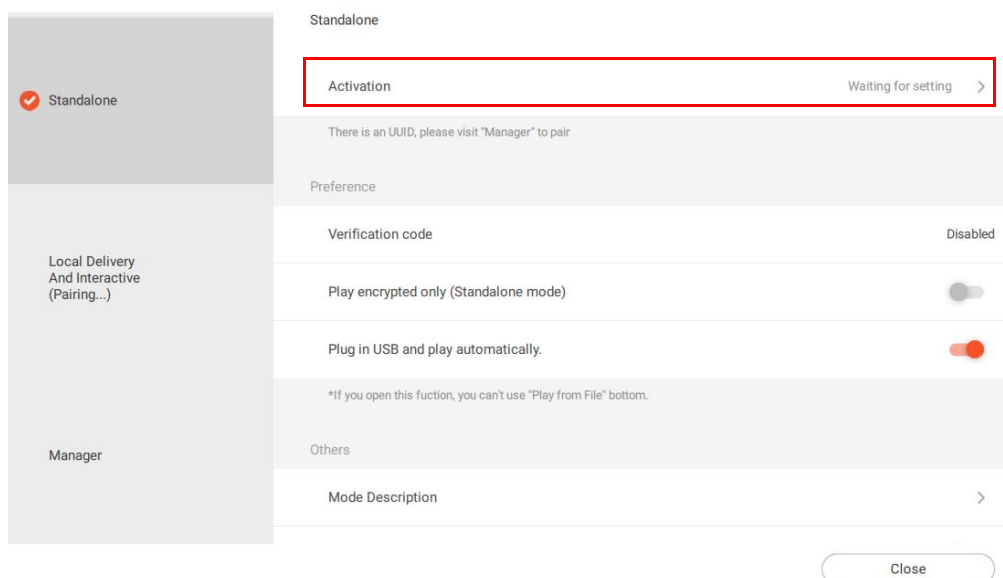 Standalone
Activation
Waiting for setting
Standalone
There is an UUID, please visit "Manager" to pair
Preference
Verification code
Disabled
Local Delivery
And Interactive
(Pairing...)
Play encrypted only (Standalone mode)
Plug in USB and play automatically.
*If you open this fuction, you can't use "Play from File" bottom.
Manager
Others
Mode Description
Close